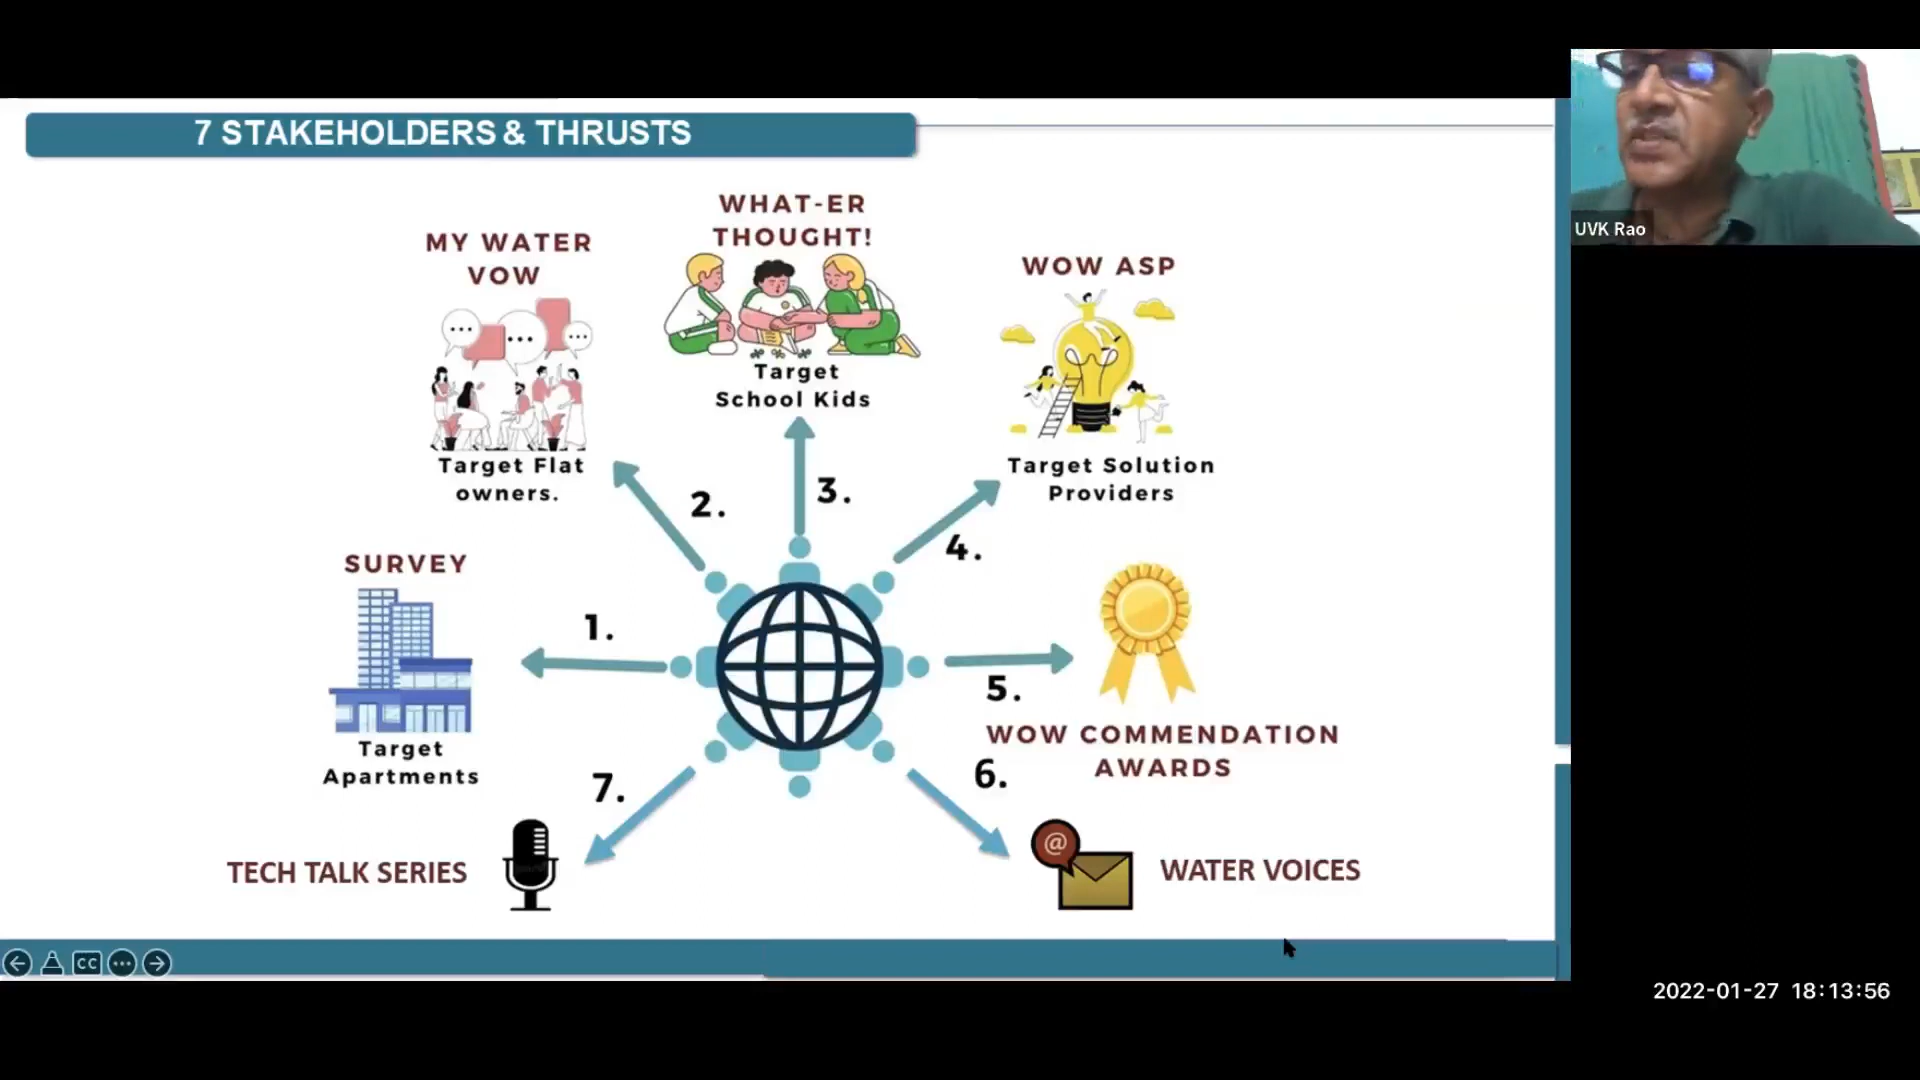 7 STAKEHOLDERS & THRUSTS
UVK Rao
WHAT-ER
THOUGHT!
Target
School Kids
MY WATER
VOW
Target Flat
owners.
WOW ASP
Target Solution
Providers
2.
3.
4.
SURVEY
Target
Apartments
1.
5.
WOW COMMENDATION
AWARDS
7.
6.
TECH TALK SERIES
@
WATER VOICES
CC
2022-01-27 18:13:56